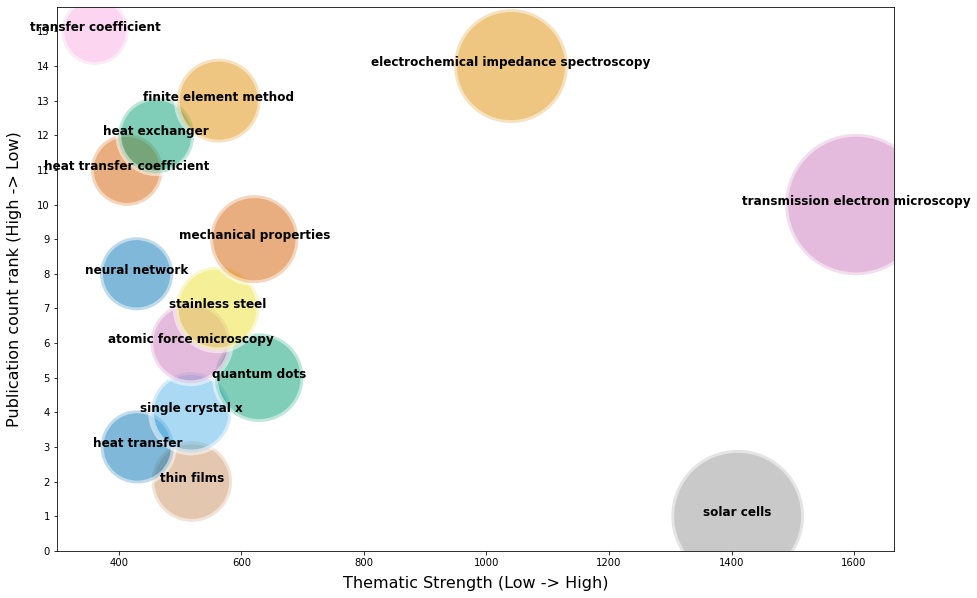 transfer coefficient
electrochemical impedance spectroscopy
finite element method
heat exchanger
heat transfer coefficient
transmission electron microscopy
mechanical properties
neural network
stainless steel
atomic force microscopy
quantum dots
single crystal x
heat transfer
thin films
solar cells
15
14
13
12
11
10
9
8
7
6
5
4
3
2
1
0
400
600
800
1000
1200
1400
1600
Publication count rank (High -> Low)
Thematic Strength (Low -> High)